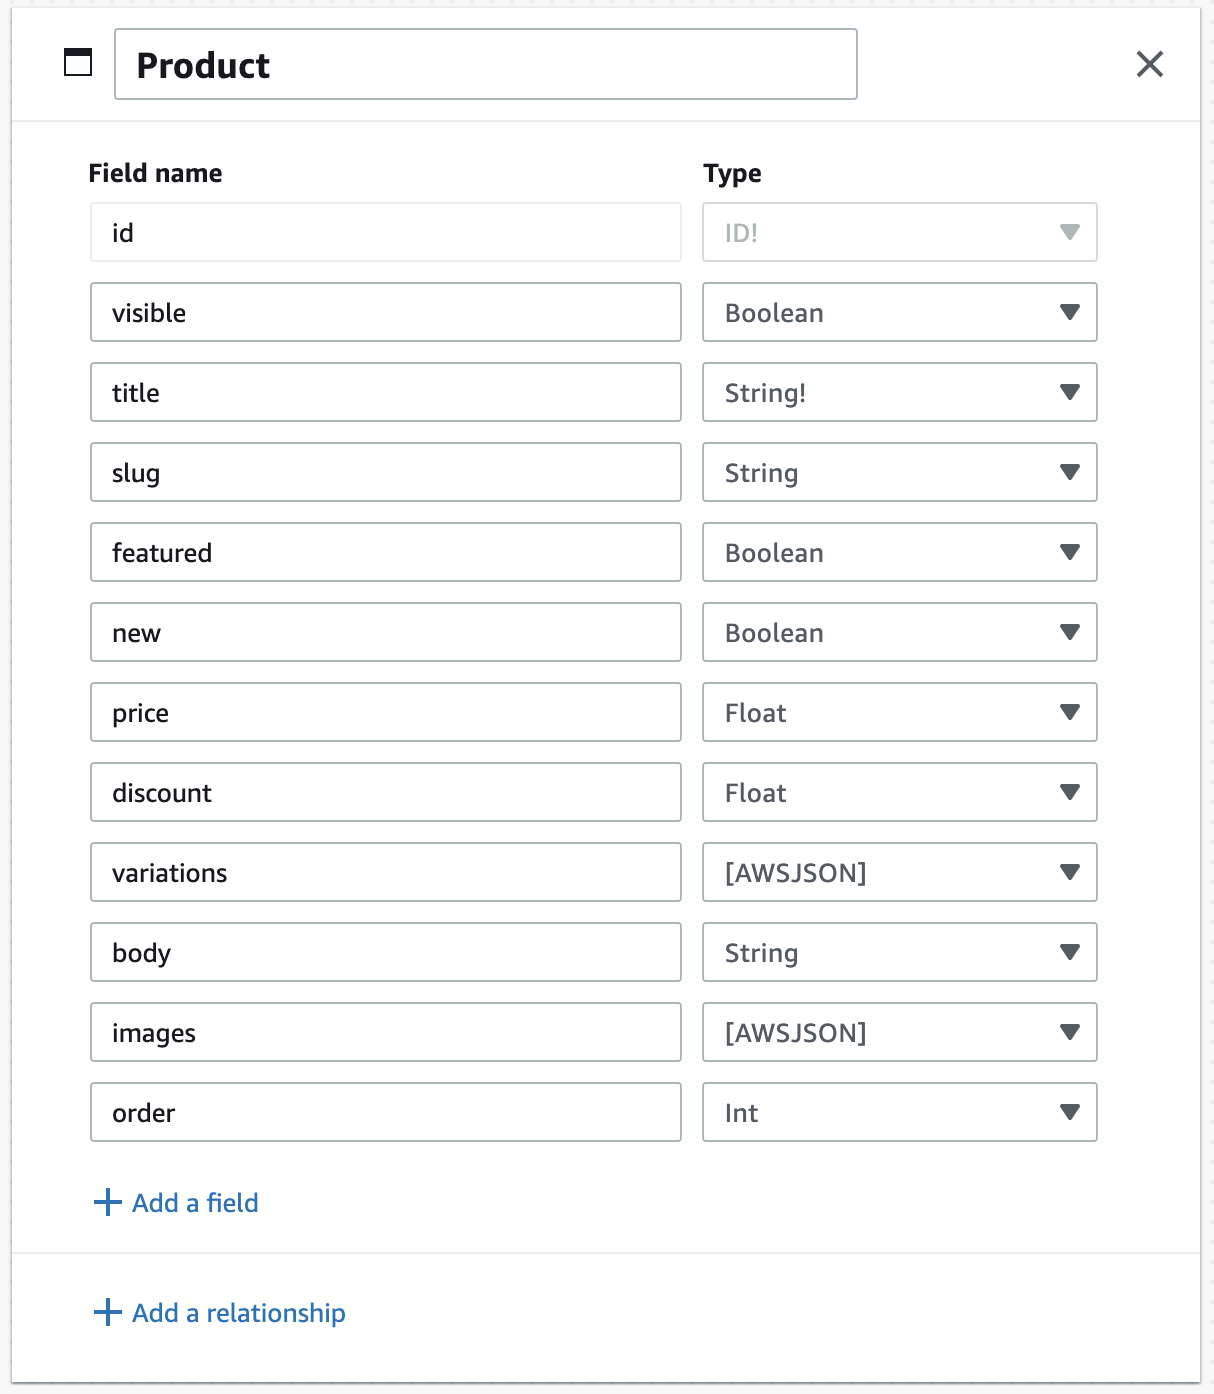 Product
Field name Type
id ID!
visible Boolean
title String!
slug String
featured Boolean
new Boolean
price Float
discount Float
variations [AWSJSON]
body String
images [AWSJSON]
order Int
Add a field
Add a relationship